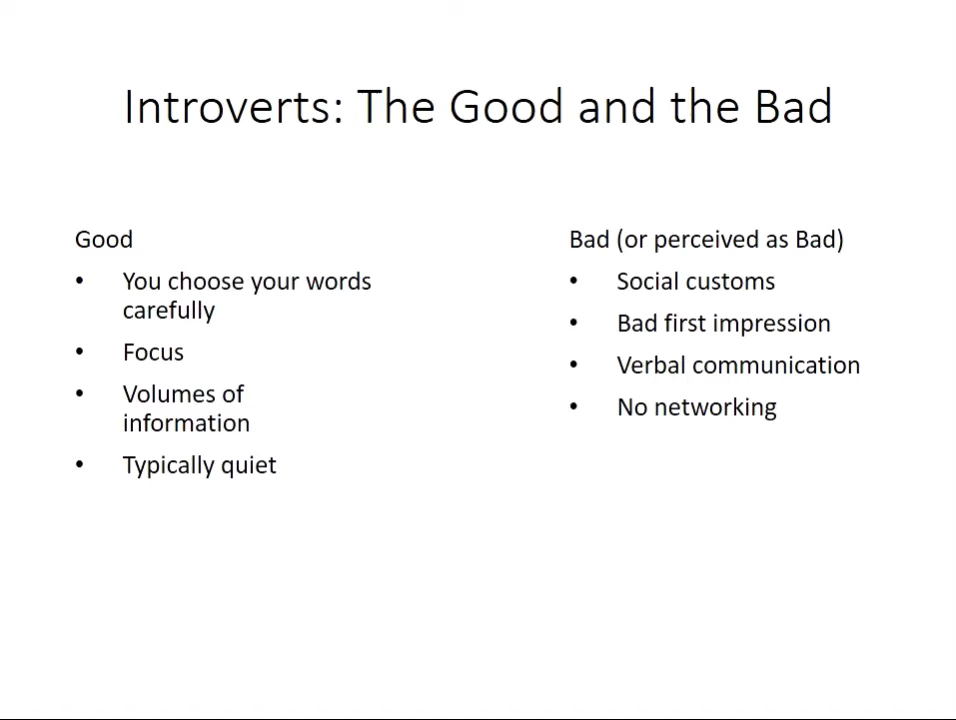 Introverts: The Good and the Bad
Good
• You choose your words
carefully
• Focus
• Volumes of
information
• Typically quiet
Bad (or perceived as Bad)
• Social customs
• Bad first impression
• Verbal communication
• No networking